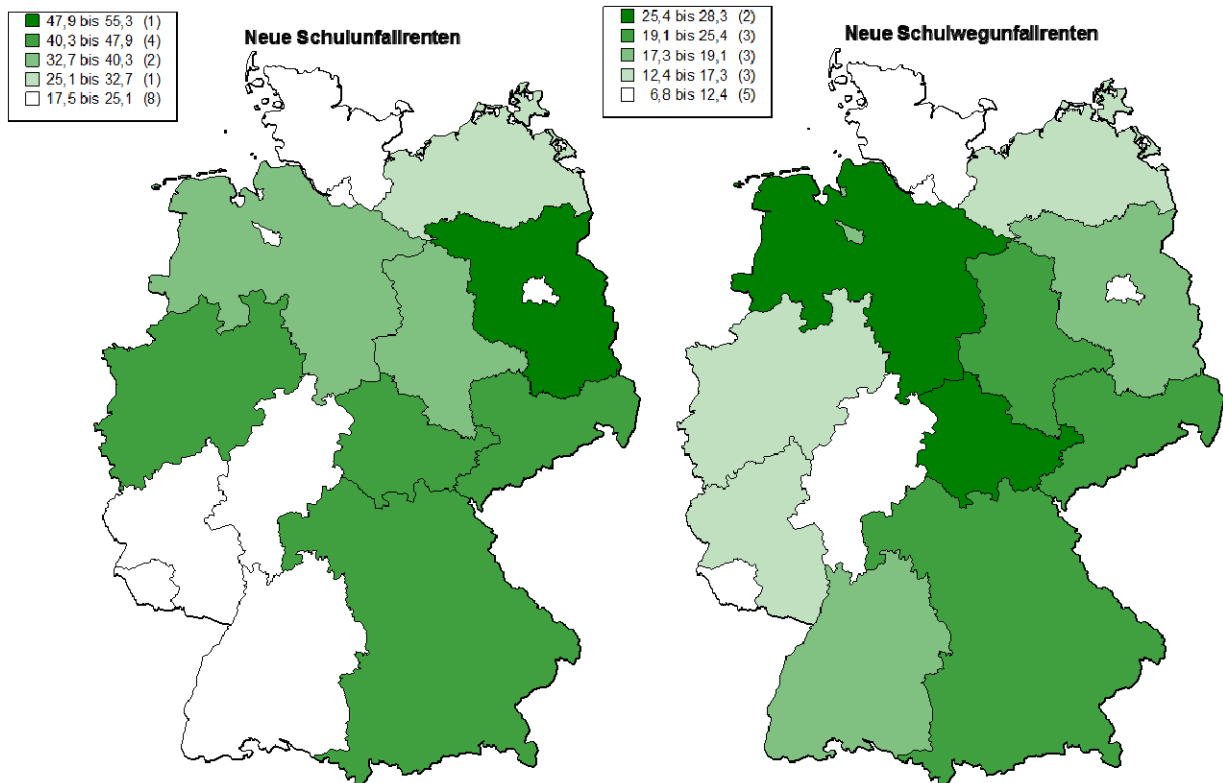 47,9 bis 55,3 (1)
40,3 bis 47,9 (4)
32,7 bis 40,3 (2)
25,1 bis 32,7 (1)
17,5 bis 25,1 (8)
Neue Schulunfallrenten
25,4 bis 28,3 (2)
19,1 bis 25,4 (3)
17,3 bis 19,1 (3)
12,4 bis 17,3 (3)
6,8 bis 12,4 (5)
Neue Schulwegunfallrenten